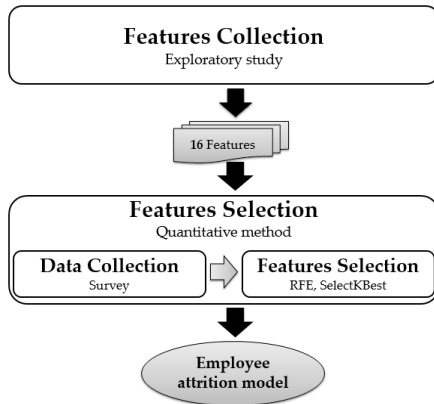 Features Collection
Exploratory study
16 Features
Features Selection
Quantitative method
Data Collection
Survey
Features Selection
RFE, SelectKBest
Employee
attrition model